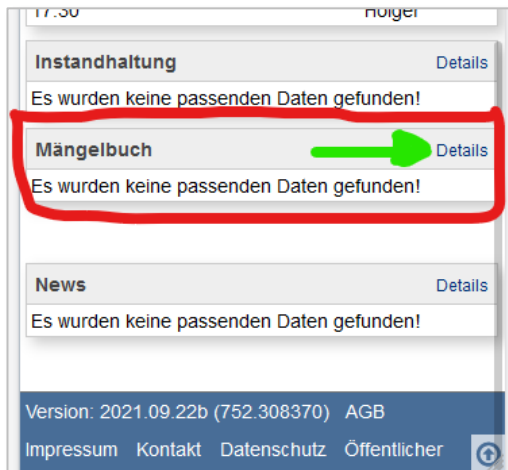 17:30 Holger
Instandhaltung Details
Es wurden keine passenden Daten gefunden!
Mängelbuch Details
Es wurden keine passenden Daten gefunden!
News Details
Es wurden keine passenden Daten gefunden!
Version: 2021.09.22b (752.308370) AGB
Impressum Kontakt Datenschutz Öffentlicher